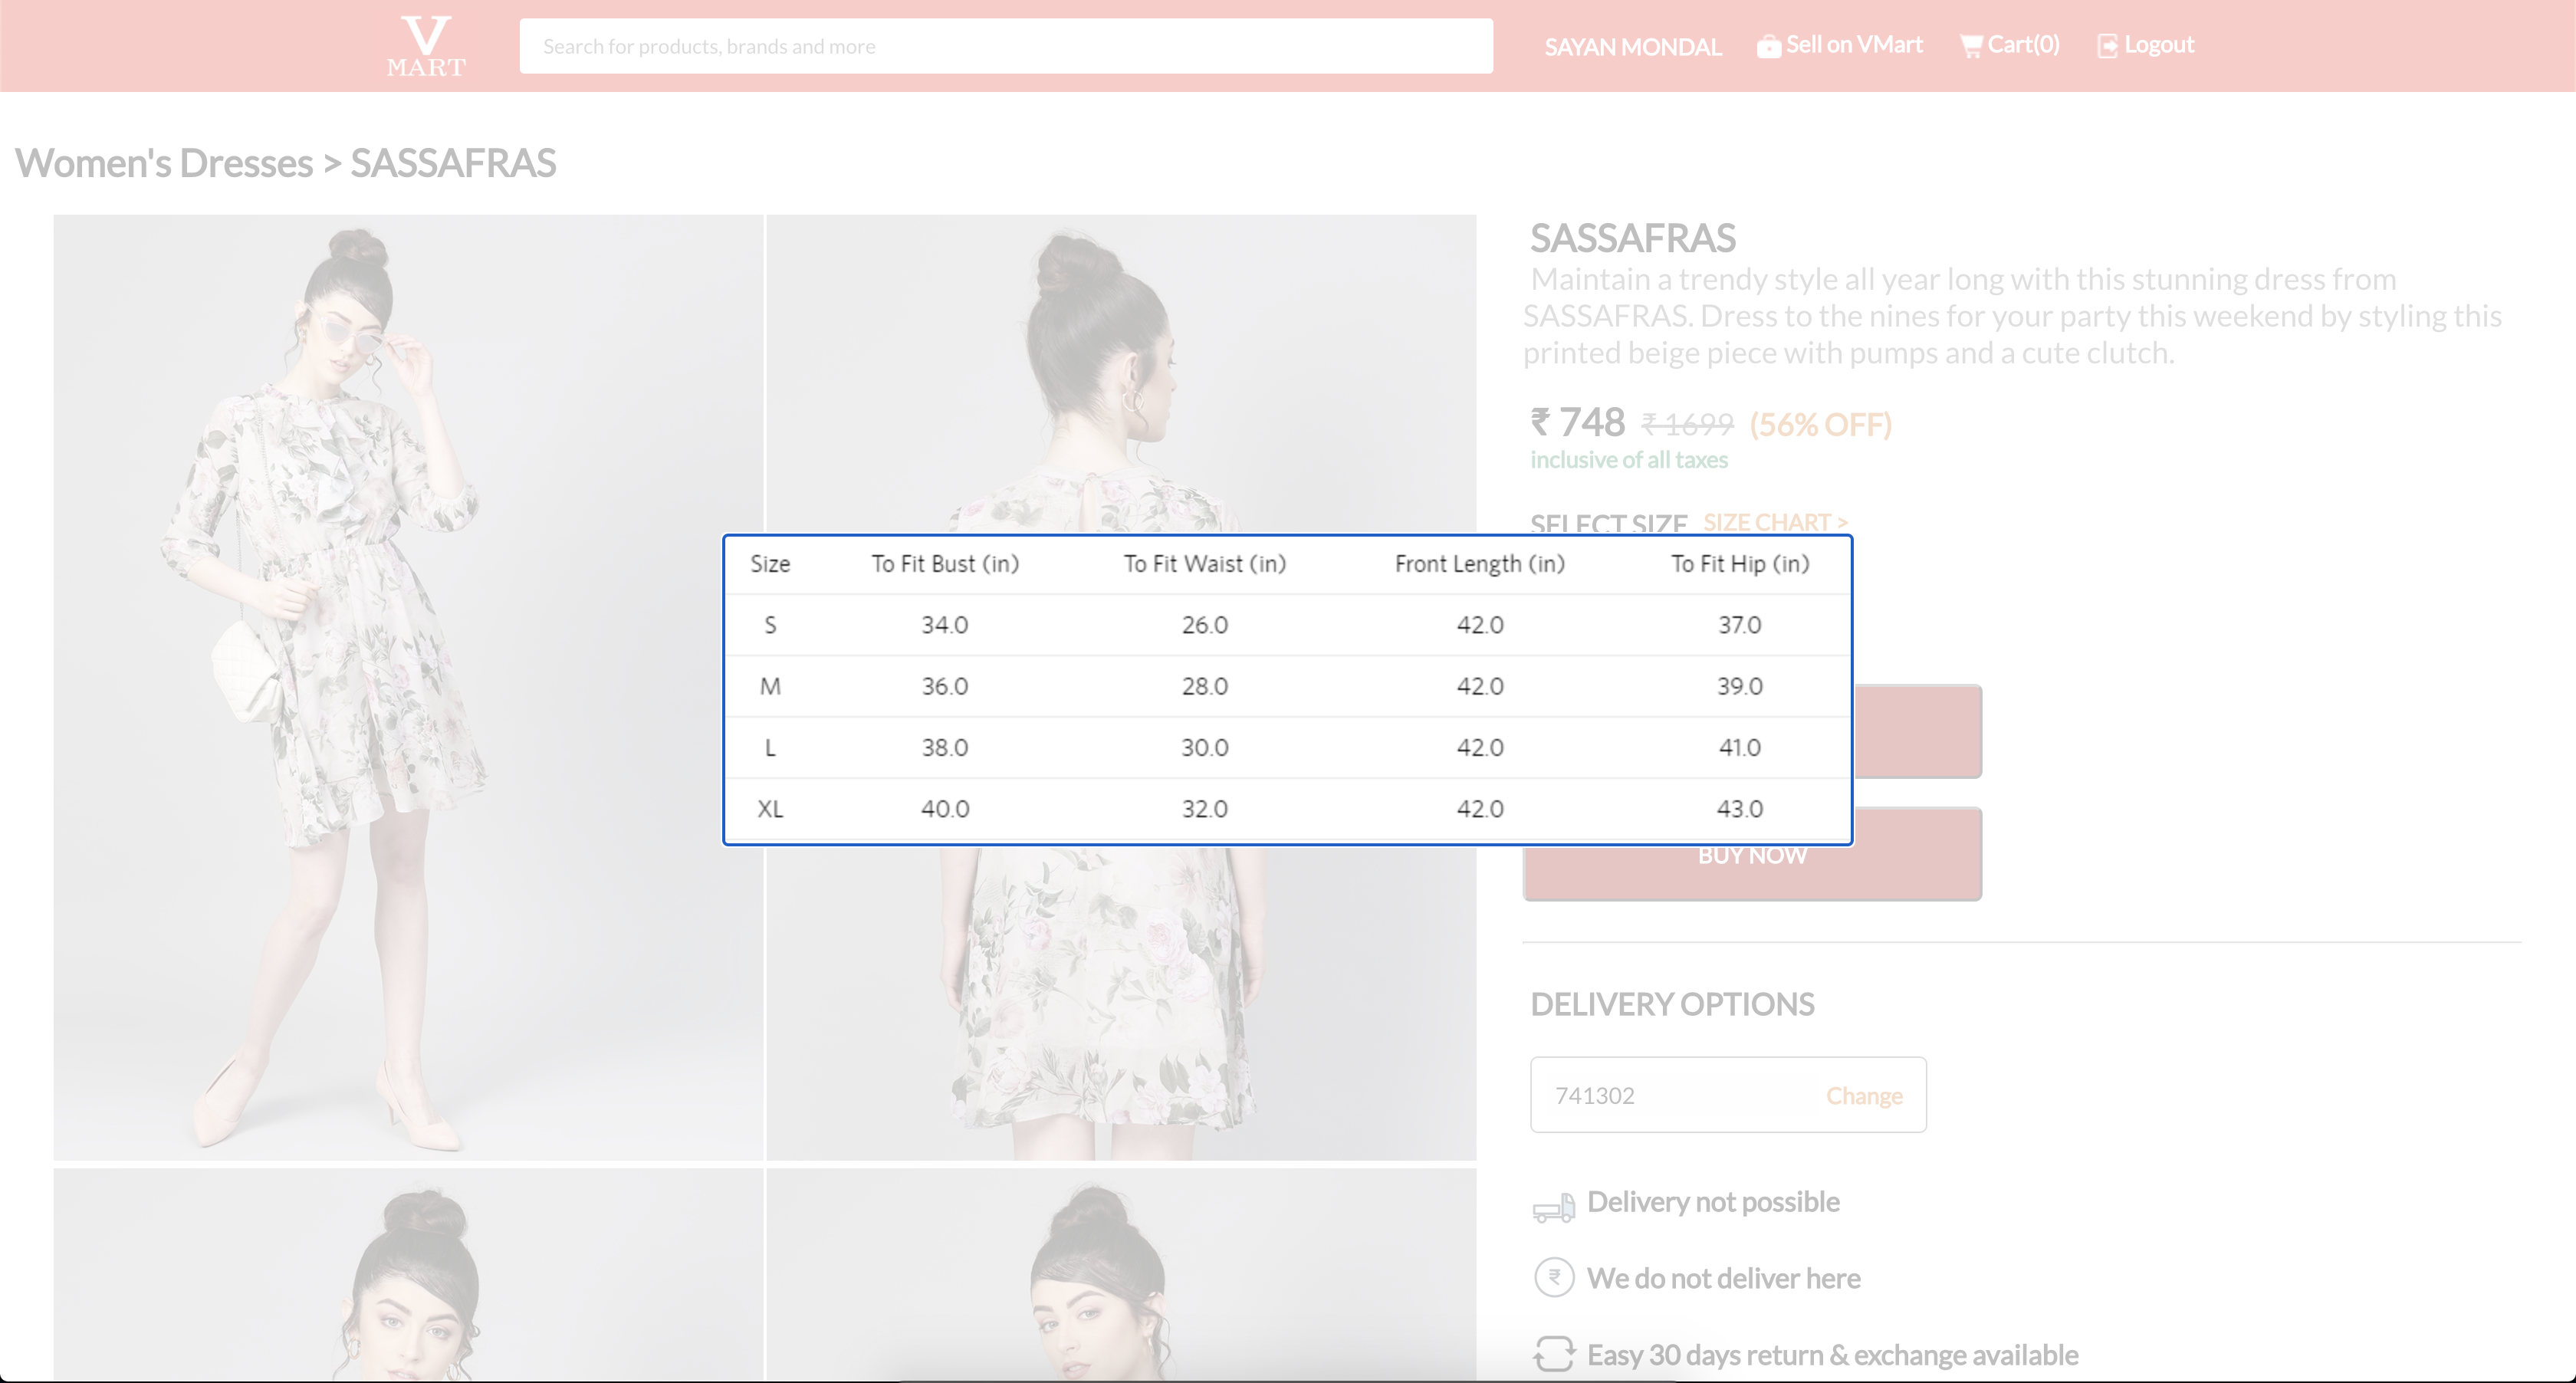 V
MART
Search for products, brands and more
SAYAN MONDAL
Sell on VMart
Cart(0)
Logout
Women's Dresses > SASSAFRAS
SASSAFRAS
Maintain a trendy style all year long with this stunning dress from
SASSAFRAS. Dress to the nines for your party this weekend by styling this
printed beige piece with pumps and a cute clutch.
₹ 748 ₹ 1699 (56% OFF)
inclusive of all taxes
SELECT SIZE SIZE CHART >
Size To Fit Bust (in) To Fit Waist (in) Front Length (in) To Fit Hip (in)
S 34.0 26.0 42.0 37.0
M 36.0 28.0 42.0 39.0
L 38.0 30.0 42.0 41.0
XL 40.0 32.0 42.0 43.0
BUY NOW
DELIVERY OPTIONS
741302 Change
Delivery not possible
₹ We do not deliver here
Easy 30 days return & exchange available